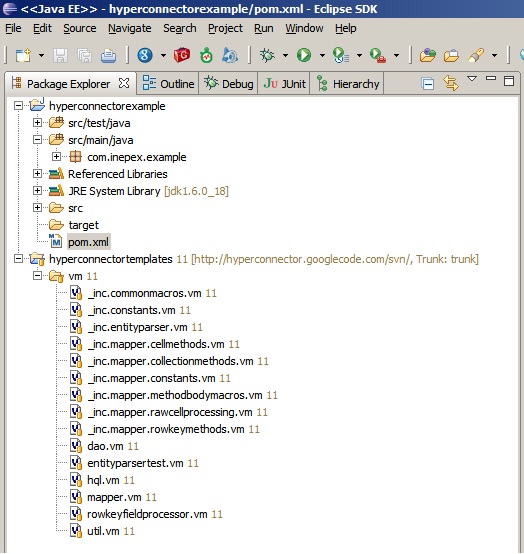 <<Java EE>> - hyperconnectorexample/pom.xml - Eclipse SDK
File Edit Source Navigate Search Project Run Window Help
Package Explorer Outline Debug JUnit Hierarchy
hyperconnectorexample
src/test/java
src/main/java
com.inepex.example
Referenced Libraries
JRE System Library [jdk1.6.0_18]
src
target
pom.xml
hyperconnectortemplates 11 [http://hyperconnector.googlecode.com/svn/, Trunk: trunk]
vm 11
_inc.commonmacros.vm 11
_inc.constants.vm 11
_inc.entityparser.vm 11
_inc.mapper.cellmethods.vm 11
_inc.mapper.collectionmethods.vm 11
_inc.mapper.constants.vm 11
_inc.mapper.methodbodymacros.vm 11
_inc.mapper.rawcellprocessing.vm 11
_inc.mapper.rowkeymethods.vm 11
dao.vm 11
entityparsertest.vm 11
hql.vm 11
mapper.vm 11
rowkeyfieldprocessor.vm 11
util.vm 11